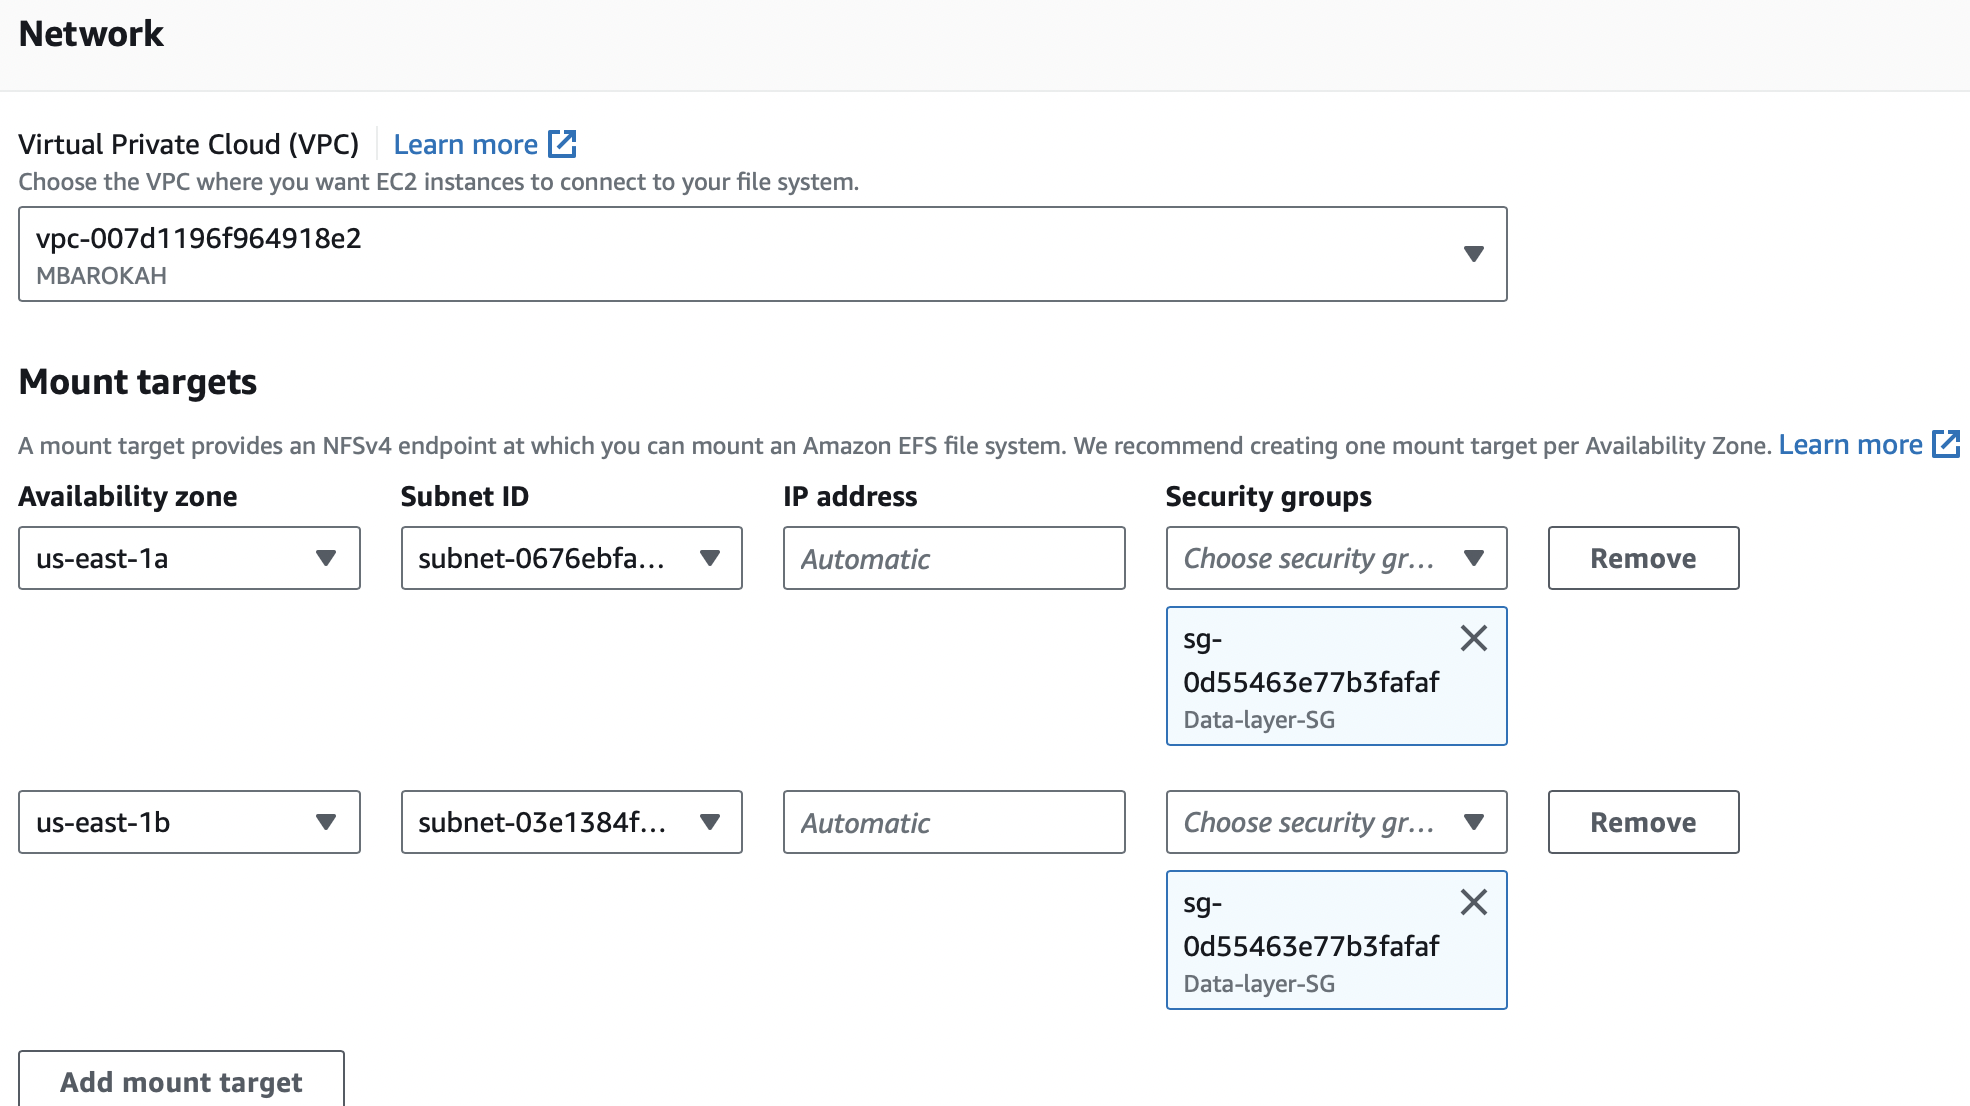 Network
Virtual Private Cloud (VPC) Learn more
Choose the VPC where you want EC2 instances to connect to your file system.
vpc-007d1196f964918e2
MBAROKAH
Mount targets
A mount target provides an NFSv4 endpoint at which you can mount an Amazon EFS file system. We recommend creating one mount target per Availability Zone. Learn more
Availability zone Subnet ID IP address Security groups
us-east-1a subnet-0676ebfa... Automatic Choose security gr... Remove
sg-
0d55463e77b3fafaf
Data-layer-SG
us-east-1b subnet-03e1384f... Automatic Choose security gr... Remove
sg-
0d55463e77b3fafaf
Data-layer-SG
Add mount target